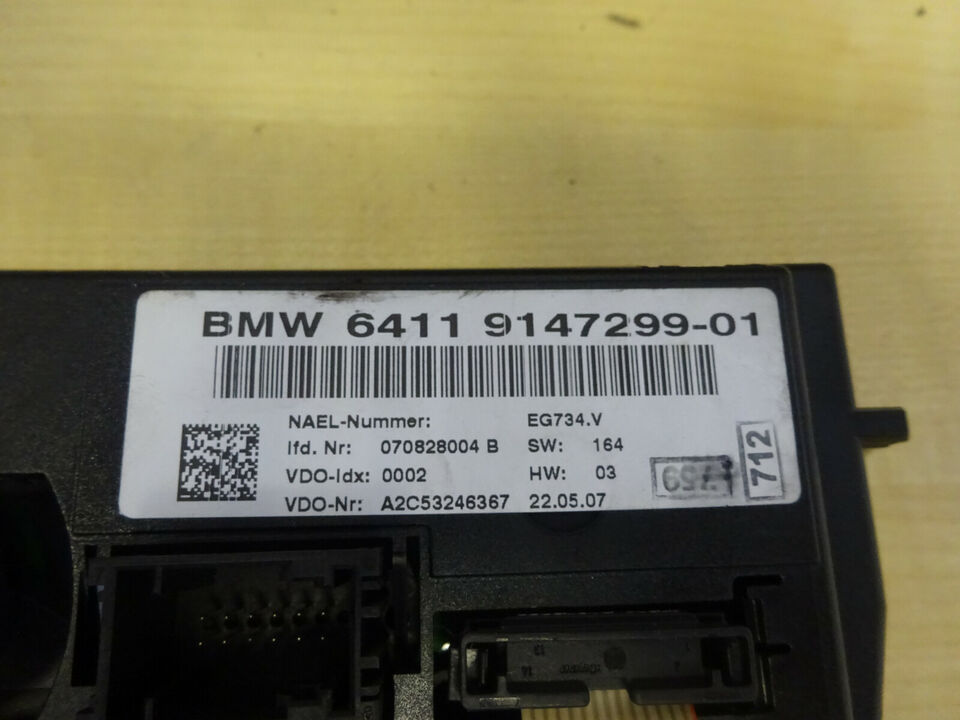 BMW 6411 9147299-01
NAEL-Nummer: EG734.V
lfd. Nr: 070828004 B SW: 164
VDO-Idx: 0002 HW: 03
VDO-Nr: A2C53246367 22.05.07
712